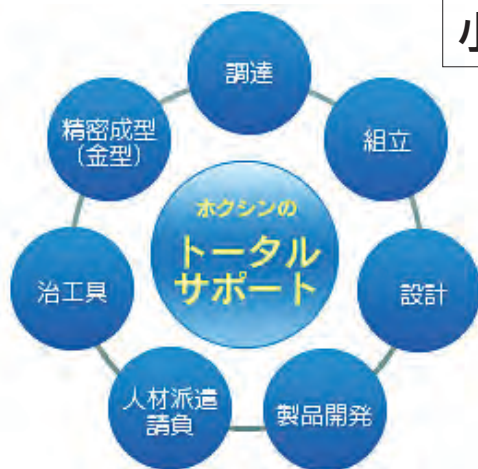 小
調達
組立
設計
製品開発
人材派遣
請負
治工具
精密成型
（金型）
ホクシンの
トータル
サポート